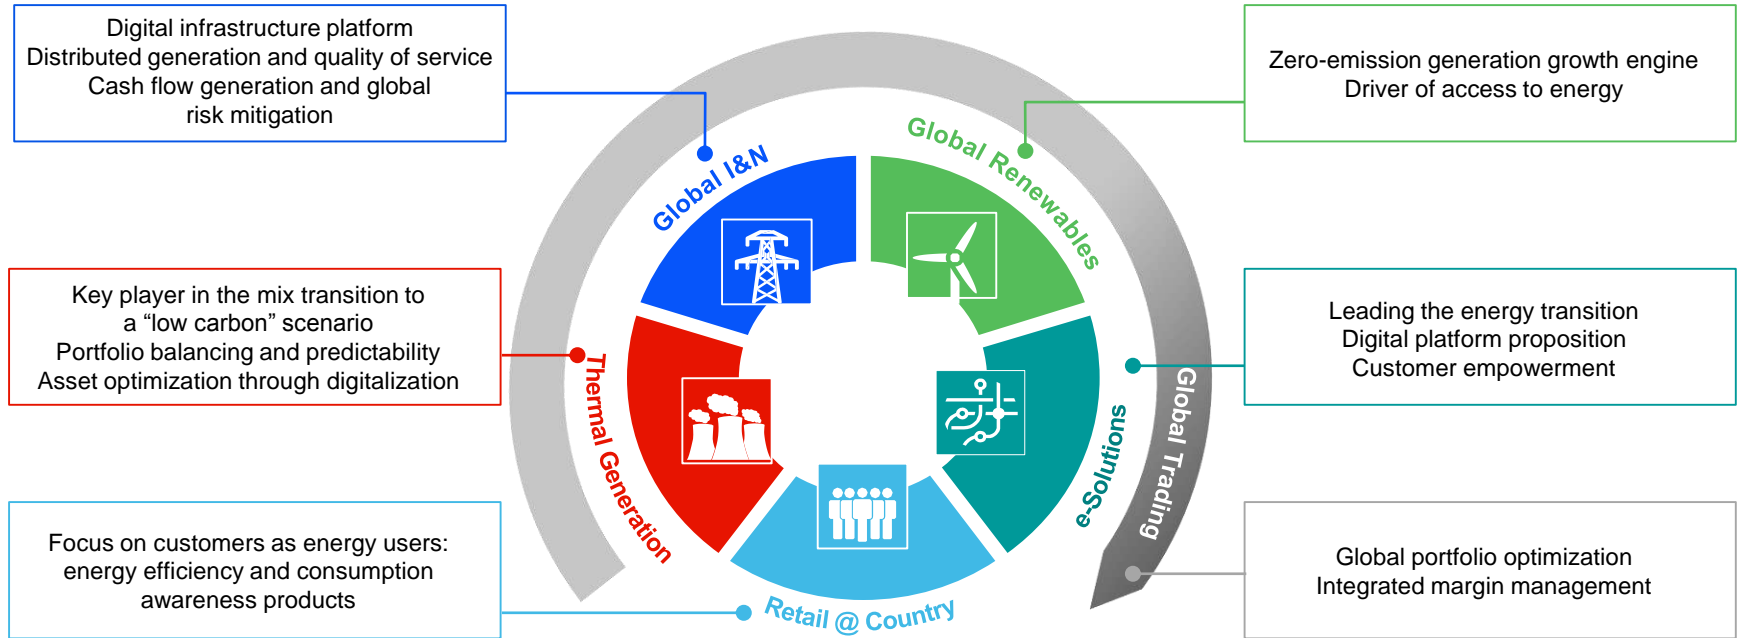 Digital infrastructure platform
Distributed generation and quality of service
Cash flow generation and global
risk mitigation
Zero-emission generation growth engine
Driver of access to energy
Global I&N
Global Renewables
Key player in the mix transition to
a “low carbon” scenario
Portfolio balancing and predictability
Asset optimization through digitalization
Thermal Generation
Leading the energy transition
Digital platform proposition
Customer empowerment
e-Solutions
Global Trading
Focus on customers as energy users:
energy efficiency and consumption
awareness products
Retail @ Country
Global portfolio optimization
Integrated margin management